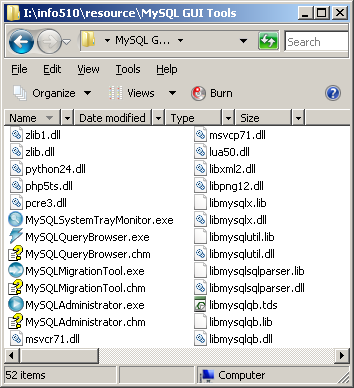 I:\info510\resource\MySQL GUI Tools
MySQL G...
Search
File Edit View Tools Help
Organize Views Burn
Name Date modified Type Size
zlib1.dll
zlib.dll
python24.dll
php5ts.dll
pcre3.dll
MySQLSystemTrayMonitor.exe
MySQLQueryBrowser.exe
MySQLQueryBrowser.chm
MySQLMigrationTool.exe
MySQLMigrationTool.chm
MySQLAdministrator.exe
MySQLAdministrator.chm
msvcr71.dll
msvcp71.dll
lua50.dll
libxml2.dll
libpng12.dll
libmysqlx.lib
libmysqlx.dll
libmysqlutil.lib
libmysqlutil.dll
libmysqlsqlparser.lib
libmysqlsqlparser.dll
libmysqlqb.tds
libmysqlqb.lib
libmysqlqb.dll
52 items
Computer